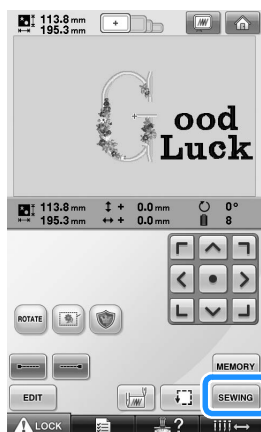 113.8 mm
195.3 mm
Good
Luck
113.8 mm + 0.0 mm 0°
195.3 mm + 0.0 mm 8
ROTATE
MEMORY
EDIT
SEWING
LOCK ?